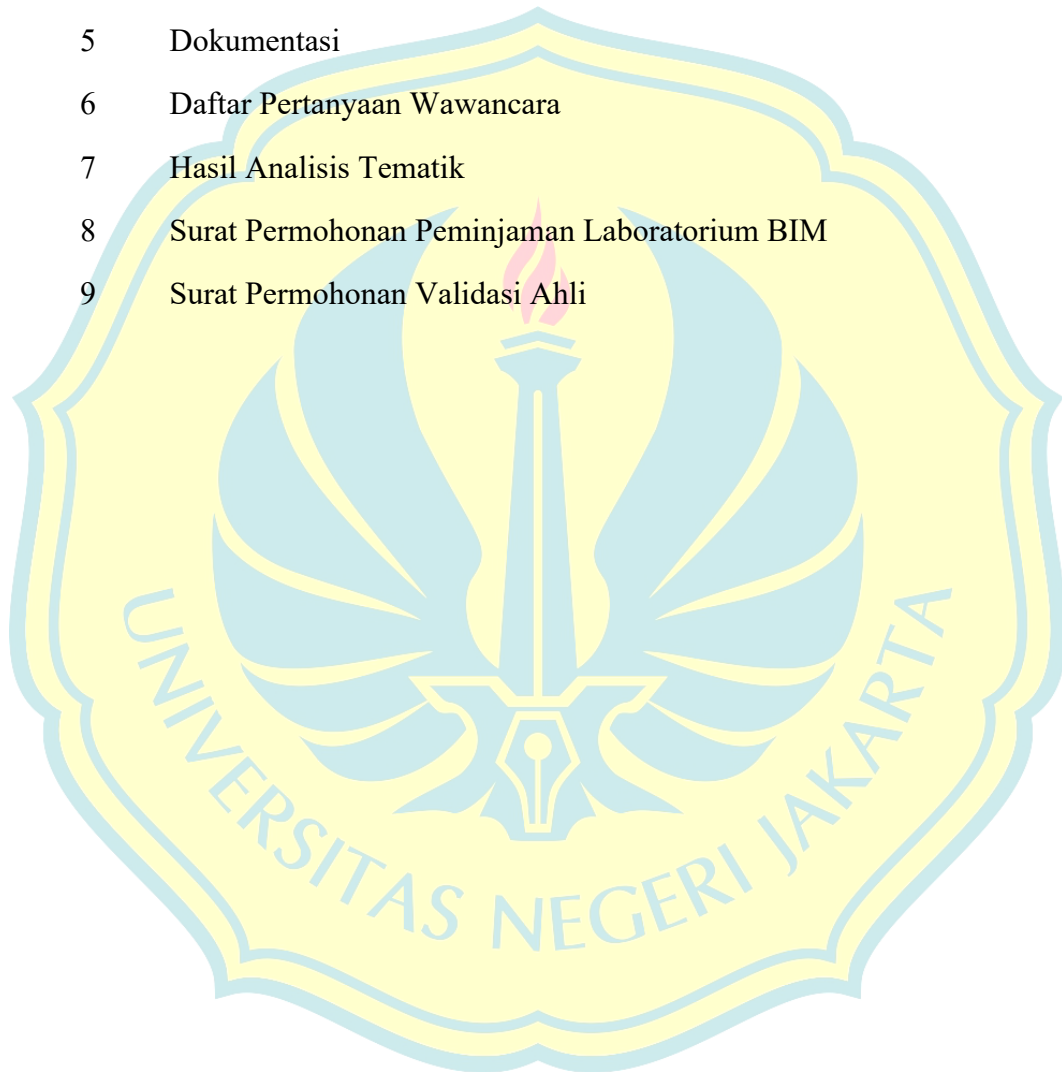 5 Dokumentasi
6 Daftar Pertanyaan Wawancara
7 Hasil Analisis Tematik
8 Surat Permohonan Peminjaman Laboratorium BIM
9 Surat Permohonan Validasi Ahli
UNIVERSITAS NEGERI JAKARTA